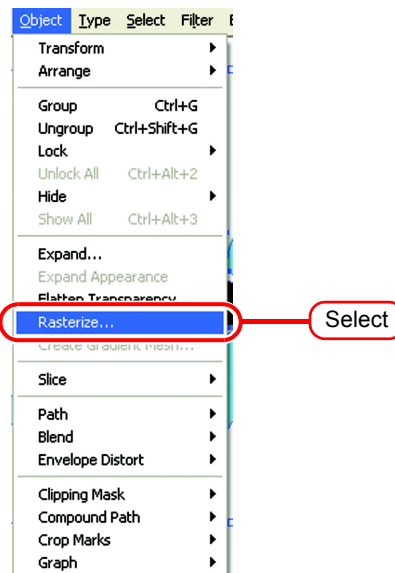 Object Type Select Filter
Transform
Arrange
Group Ctrl+G
Ungroup Ctrl+Shift+G
Lock
Unlock All Ctrl+Alt+2
Hide
Show All Ctrl+Alt+3
Expand...
Expand Appearance
Flatten Transparency
Rasterize...
Select
Create Gradient Mesh...
Slice
Path
Blend
Envelope Distort
Clipping Mask
Compound Path
Crop Marks
Graph